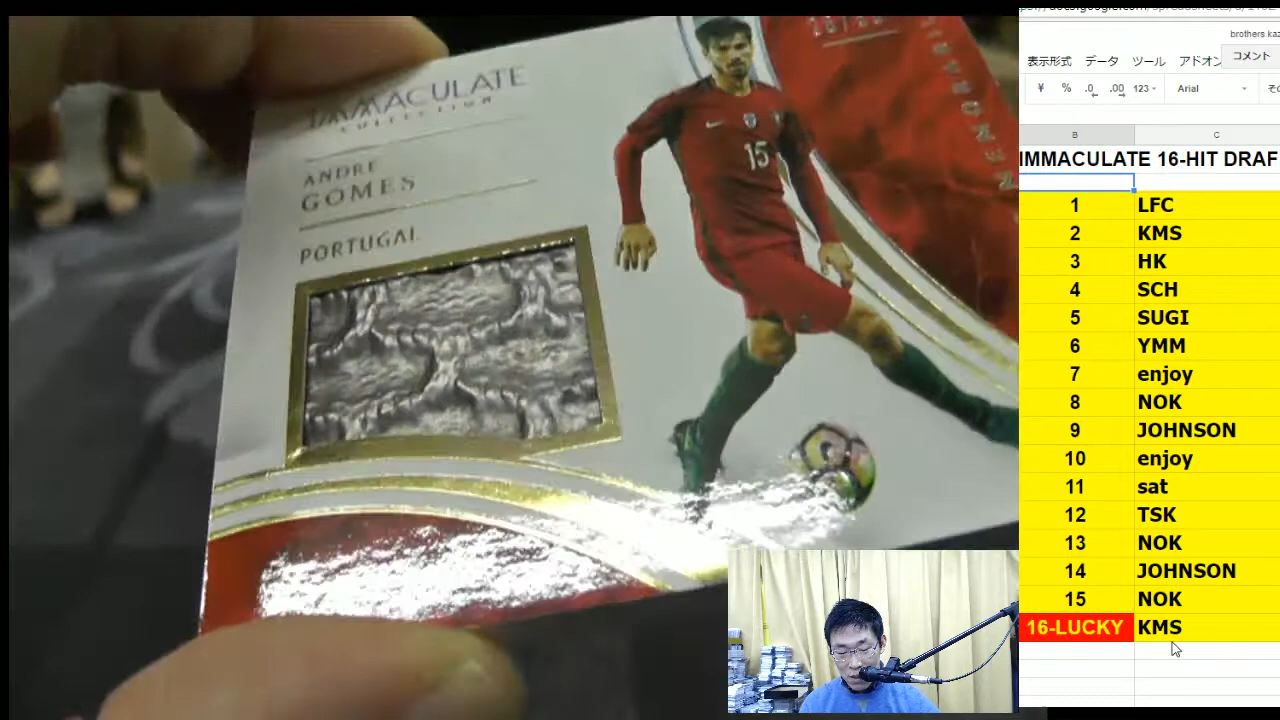 IMMACULATE
COLLECTION
ANDRE
GOMES
PORTUGAL
15
brothers.kaz
表示形式 データ ツール アドオン
コメント
¥ % .0 .00 123 Arial
B C
IMMACULATE 16-HIT DRAF
1 LFC
2 KMS
3 HK
4 SCH
5 SUGI
6 YMM
7 enjoy
8 NOK
9 JOHNSON
10 enjoy
11 sat
12 TSK
13 NOK
14 JOHNSON
15 NOK
16-LUCKY KMS